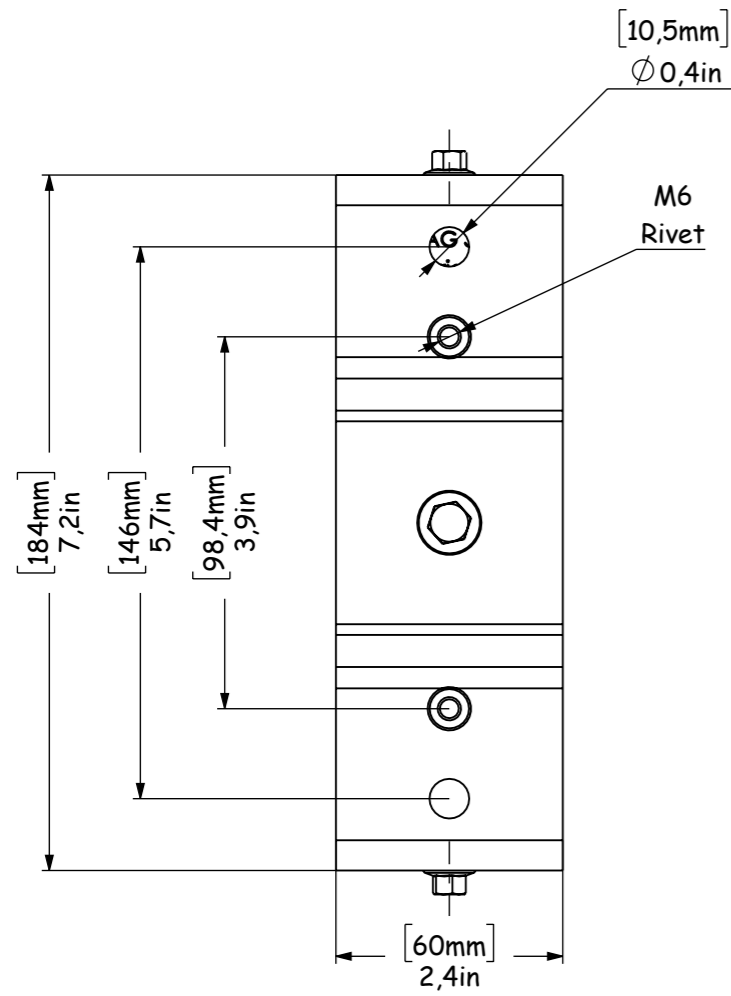 [10,5mm]
∅ 0,4in
M6
Rivet
AG
[184mm]
7,2in
[146mm]
5,7in
[98,4mm]
3,9in
[60mm]
2,4in